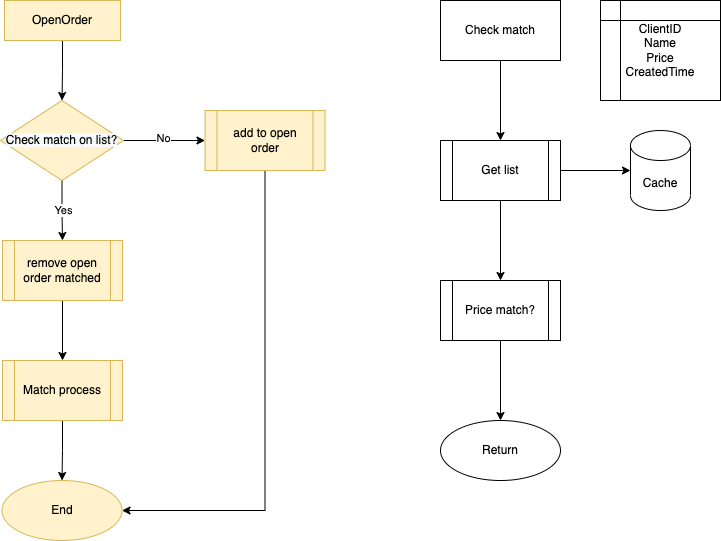 OpenOrder
Check match on list?
No
add to open
order
Yes
remove open
order matched
Match process
End
Check match
Get list
Cache
Price match?
Return
ClientID
Name
Price
CreatedTime